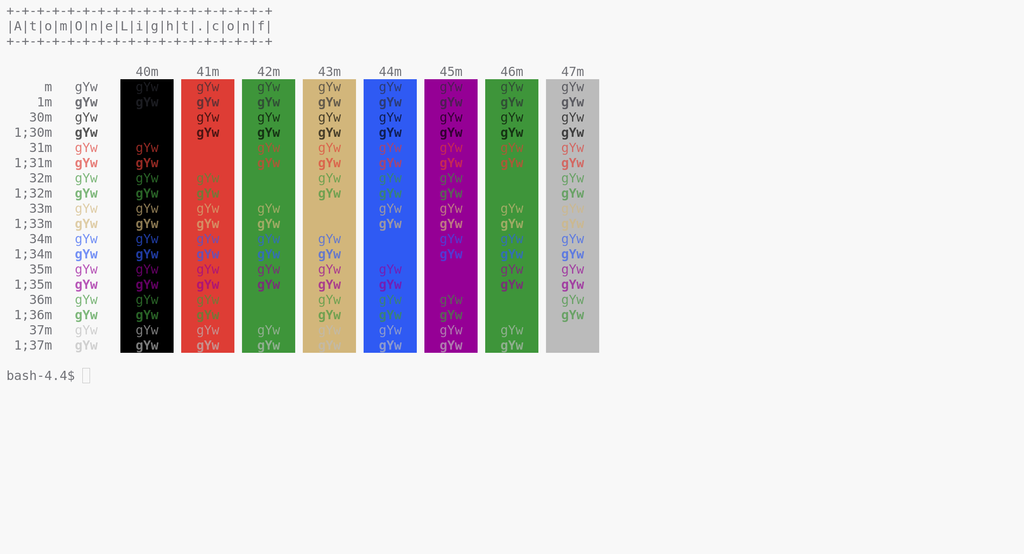 +-+-+-+-+-+-+-+-+-+-+-+-+-+-+-+-+-+
|A|t|o|m|O|n|e|L|i|g|h|t|.|c|o|n|f|
+-+-+-+-+-+-+-+-+-+-+-+-+-+-+-+-+-+
40m 41m 42m 43m 44m 45m 46m 47m
m gYw gYw gYw gYw gYw gYw gYw gYw gYw
1m gYw gYw gYw gYw gYw gYw gYw gYw gYw
30m gYw gYw gYw gYw gYw gYw gYw gYw
1;30m gYw gYw gYw gYw gYw gYw gYw gYw
31m gYw gYw gYw gYw gYw gYw gYw gYw
1;31m gYw gYw gYw gYw gYw gYw gYw gYw
32m gYw gYw gYw gYw gYw gYw gYw
1;32m gYw gYw gYw gYw gYw gYw gYw
33m gYw gYw gYw gYw gYw gYw gYw gYw
1;33m gYw gYw gYw gYw gYw gYw gYw gYw
34m gYw gYw gYw gYw gYw gYw gYw gYw
1;34m gYw gYw gYw gYw gYw gYw gYw gYw
35m gYw gYw gYw gYw gYw gYw gYw gYw
1;35m gYw gYw gYw gYw gYw gYw gYw gYw
36m gYw gYw gYw gYw gYw gYw gYw
1;36m gYw gYw gYw gYw gYw gYw gYw
37m gYw gYw gYw gYw gYw gYw gYw gYw
1;37m gYw gYw gYw gYw gYw gYw gYw gYw
bash-4.4$